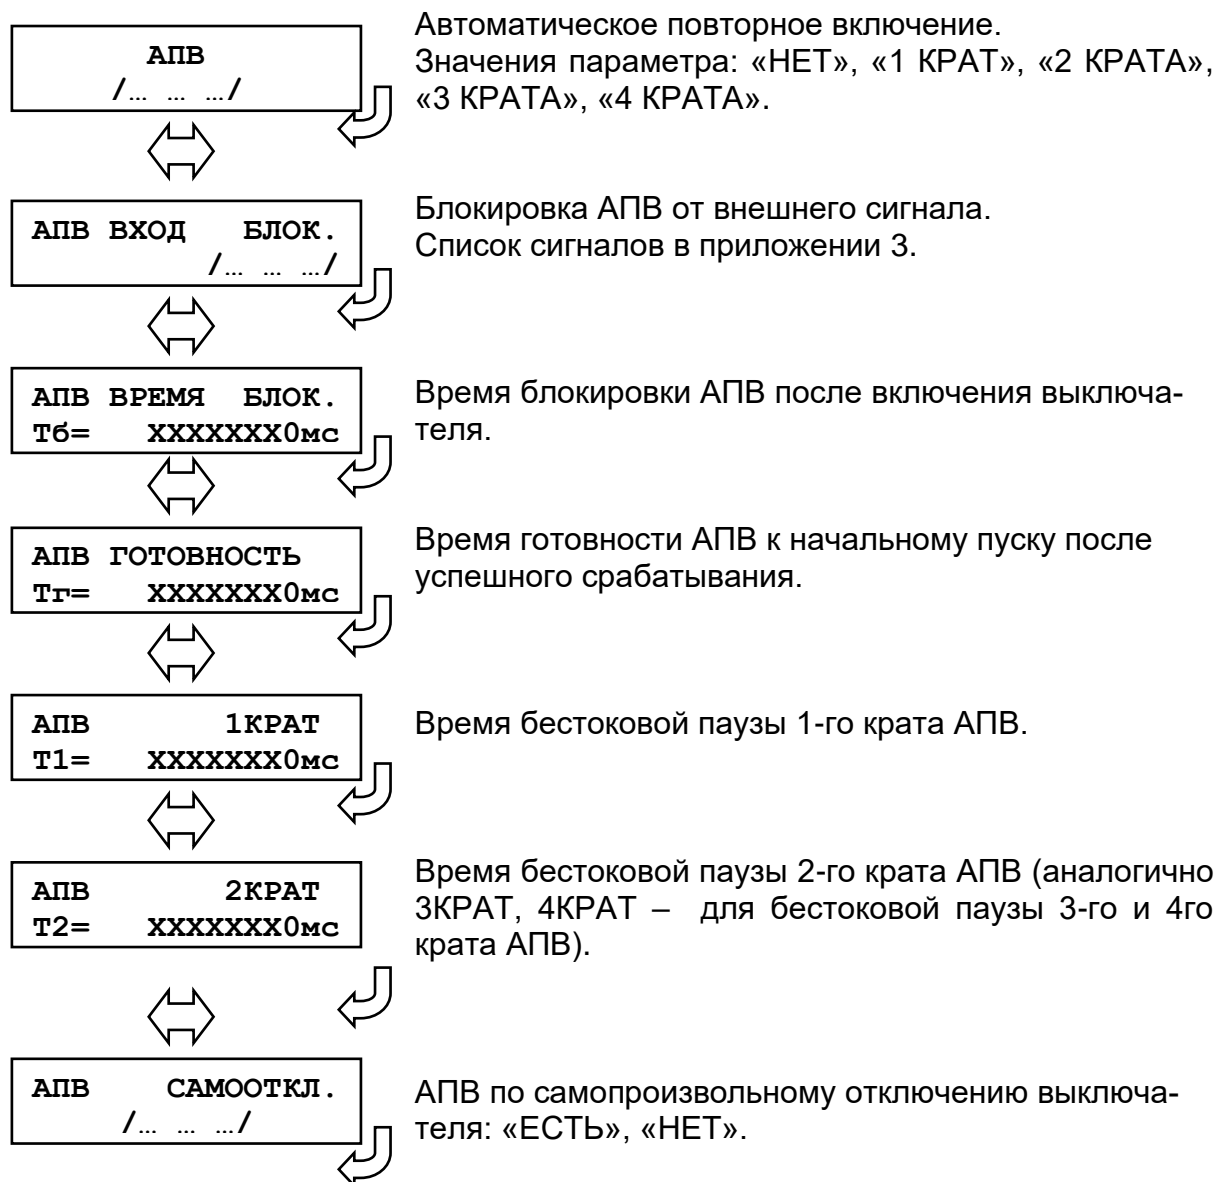 АПВ
/… … …/
Автоматическое повторное включение.
Значения параметра: «НЕТ», «1 КРАТ», «2 КРАТА»,
«3 КРАТА», «4 КРАТА».
АПВ ВХОД БЛОК.
/… … …/
Блокировка АПВ от внешнего сигнала.
Список сигналов в приложении 3.
АПВ ВРЕМЯ БЛОК.
Тб= ХХХХХХХ0мс
Время блокировки АПВ после включения выключа-
теля.
АПВ ГОТОВНОСТЬ
Тг= ХХХХХХХ0мс
Время готовности АПВ к начальному пуску после
успешного срабатывания.
АПВ 1КРАТ
Т1= ХХХХХХХ0мс
Время бестоковой паузы 1-го крата АПВ.
АПВ 2КРАТ
Т2= ХХХХХХХ0мс
Время бестоковой паузы 2-го крата АПВ (аналогично
3КРАТ, 4КРАТ – для бестоковой паузы 3-го и 4го
крата АПВ).
АПВ САМООТКЛ.
/… … …/
АПВ по самопроизвольному отключению выключа-
теля: «ЕСТЬ», «НЕТ».